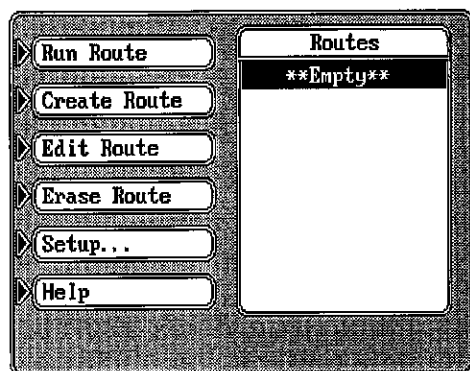 Run Route
Create Route
Edit Route
Erase Route
Setup...
Help
Routes
**Empty**